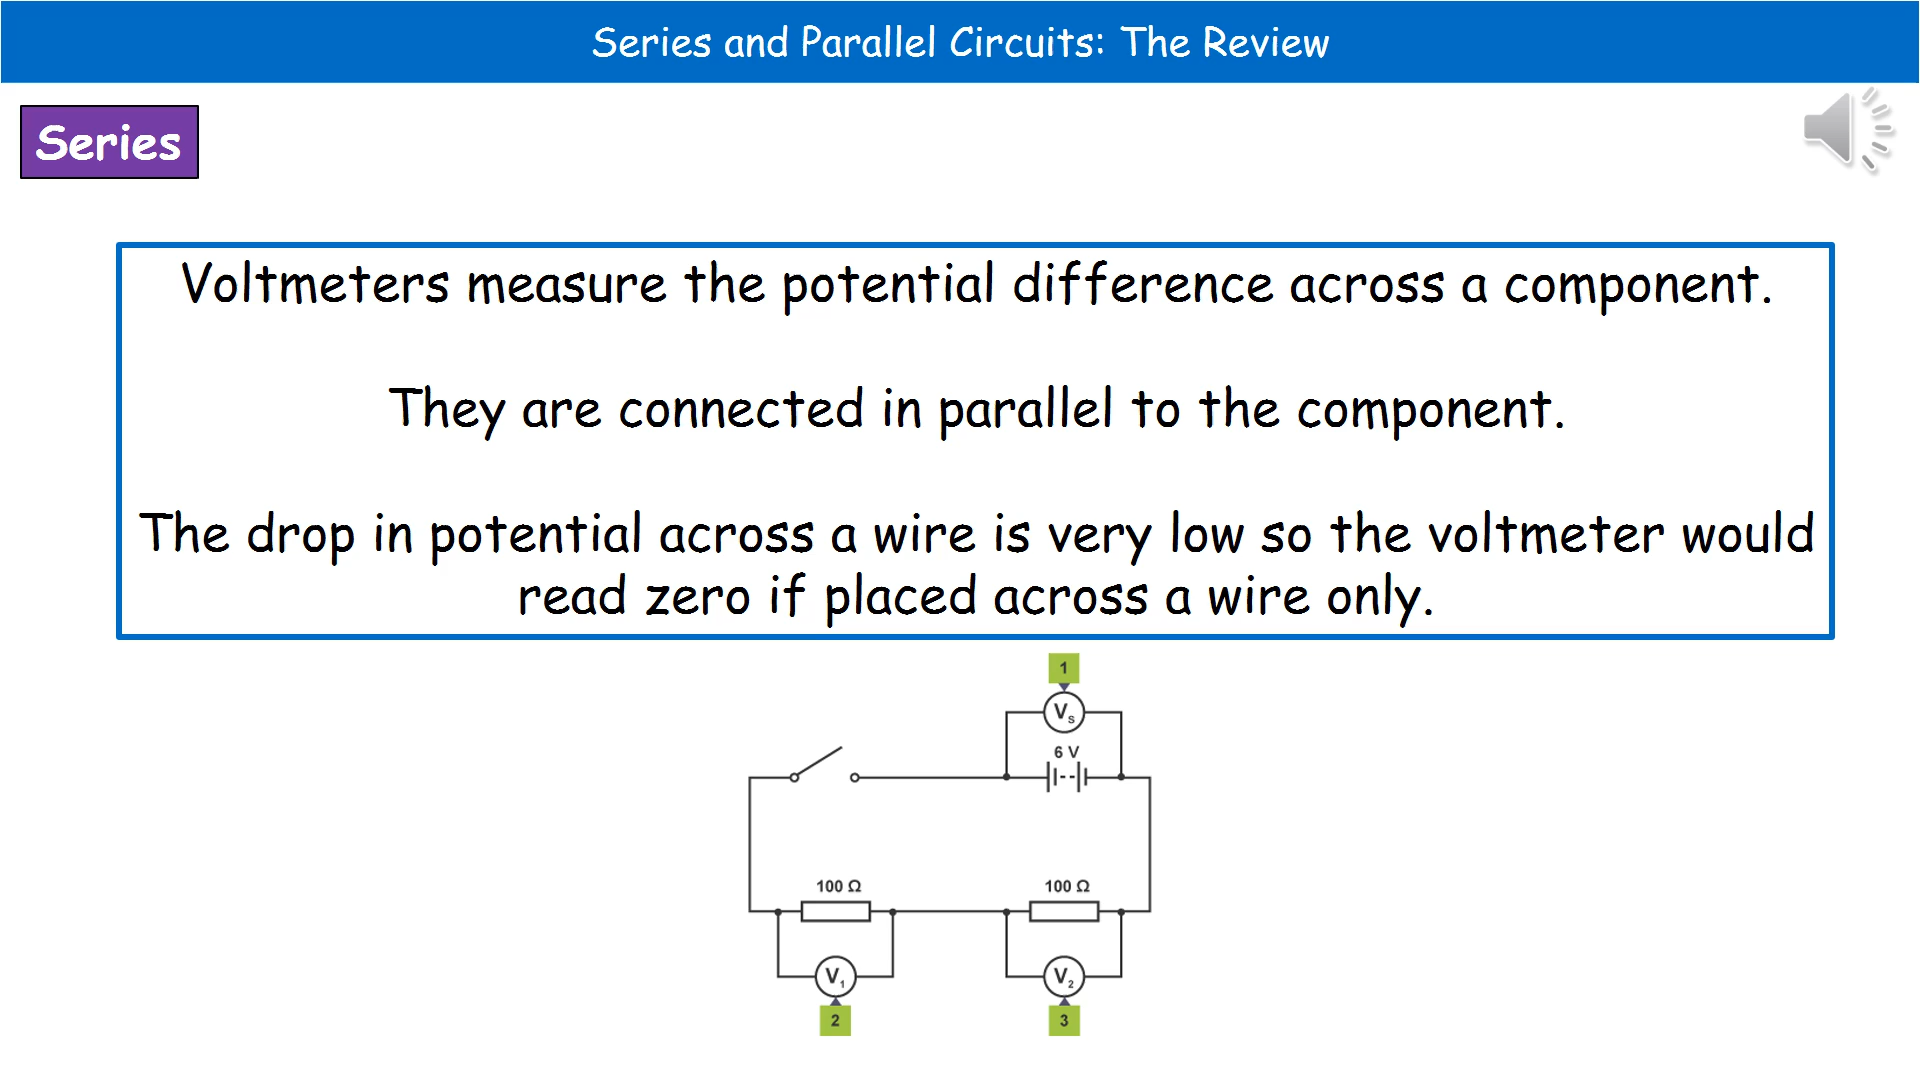 Series and Parallel Circuits: The Review
Series
Voltmeters measure the potential difference across a component.
They are connected in parallel to the component.
The drop in potential across a wire is very low so the voltmeter would
read zero if placed across a wire only.
1
Vs
6 V
100 Ω
100 Ω
V1
V2
2
3